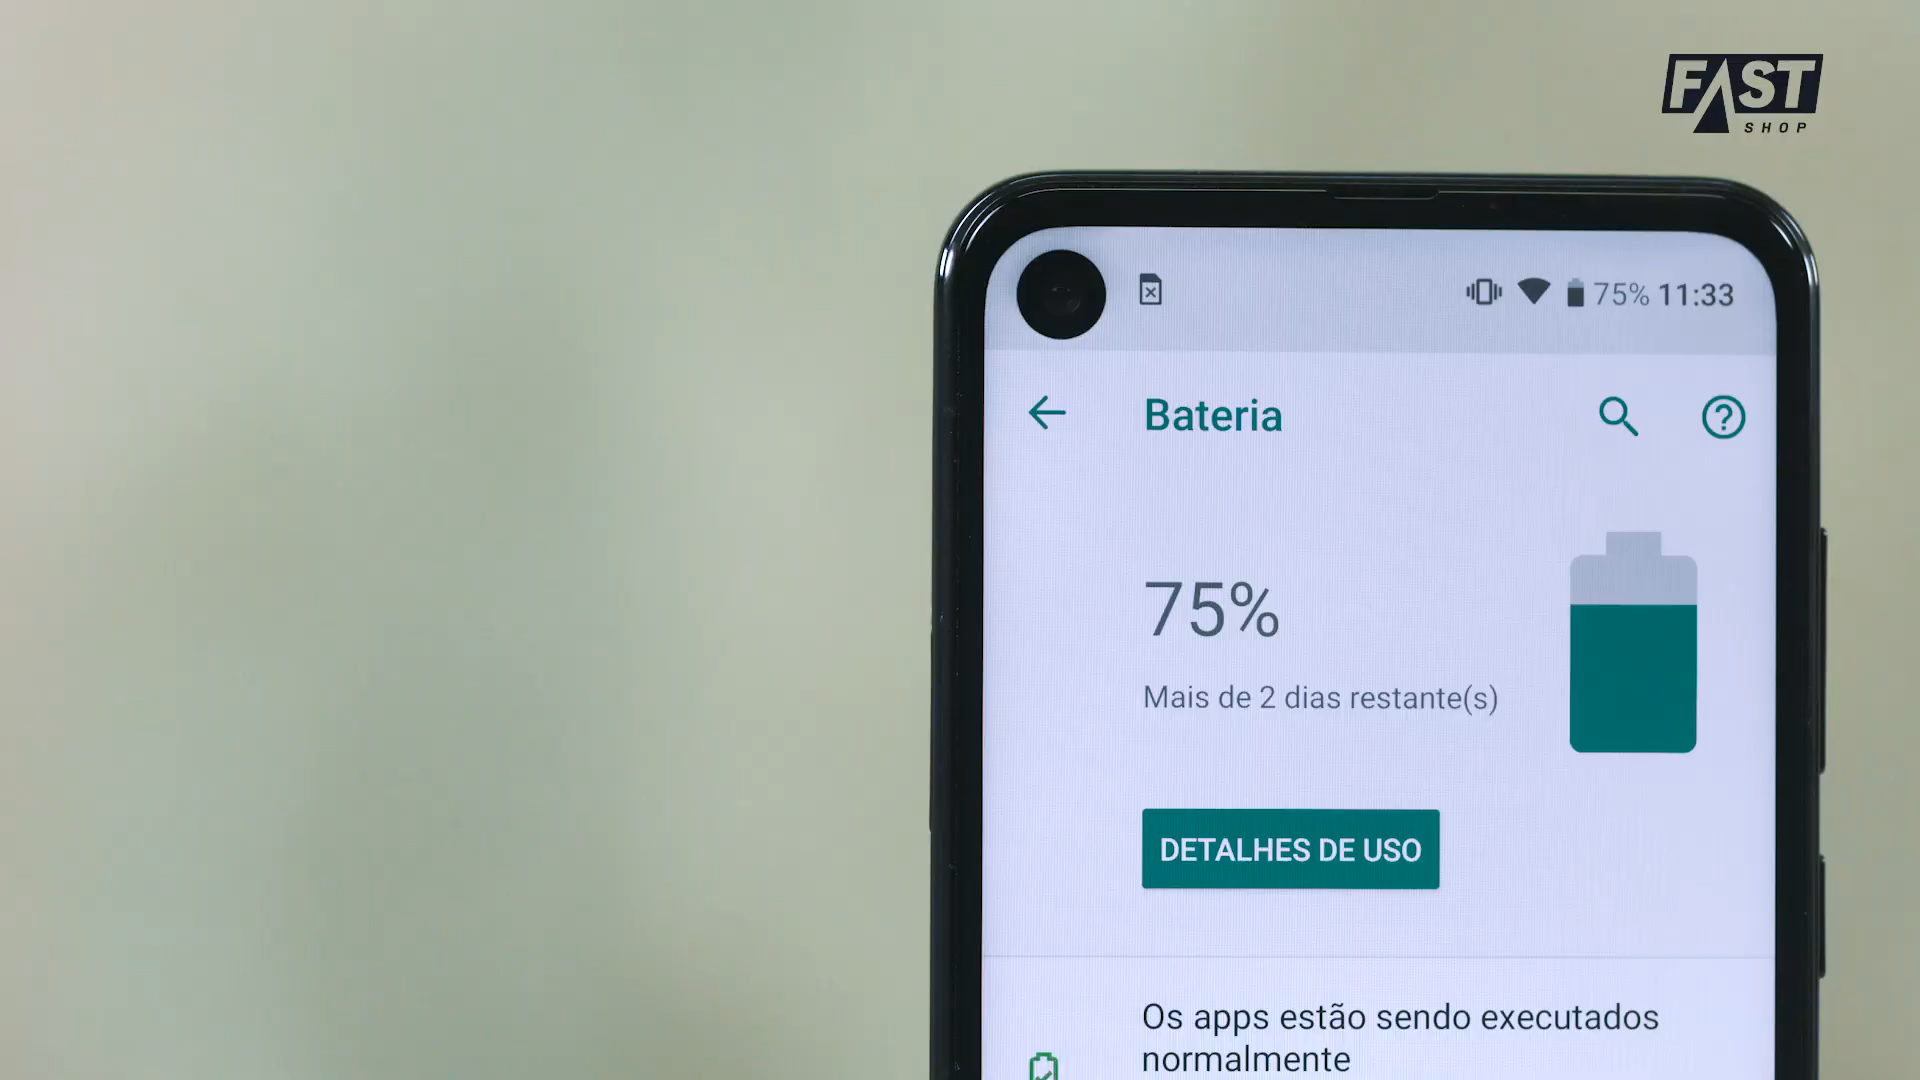 FAST
SHOP
75% 11:33
Bateria
75%
Mais de 2 dias restante(s)
DETALHES DE USO
Os apps estão sendo executados
normalmente